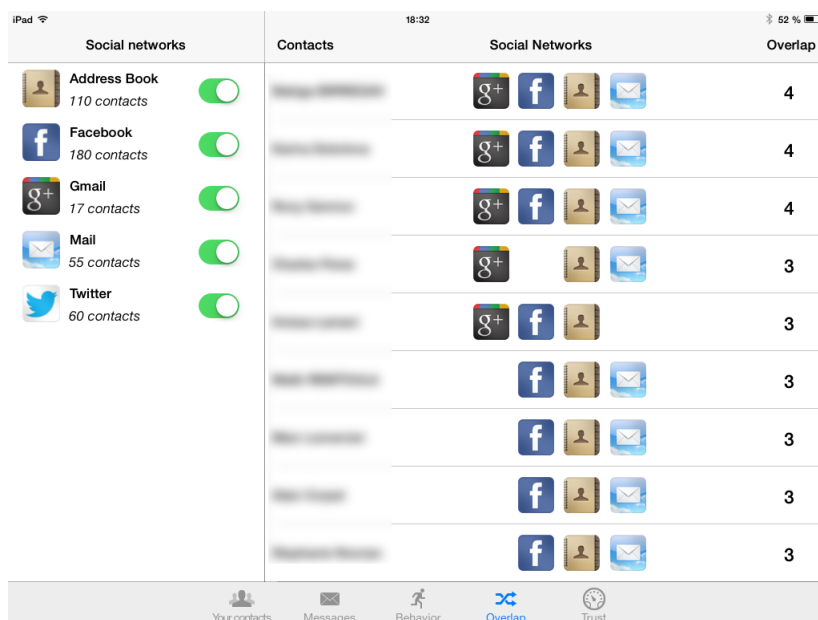 iPad 18:32 52 %
Social networks Contacts Social Networks Overlap
Address Book
110 contacts
Facebook
180 contacts
Gmail
17 contacts
Mail
55 contacts
Twitter
60 contacts
g+ f 4
g+ f 4
g+ f 4
g+ 3
g+ f 3
f 3
f 3
f 3
f 3
Your contacts Messages Behavior Overlap Trust